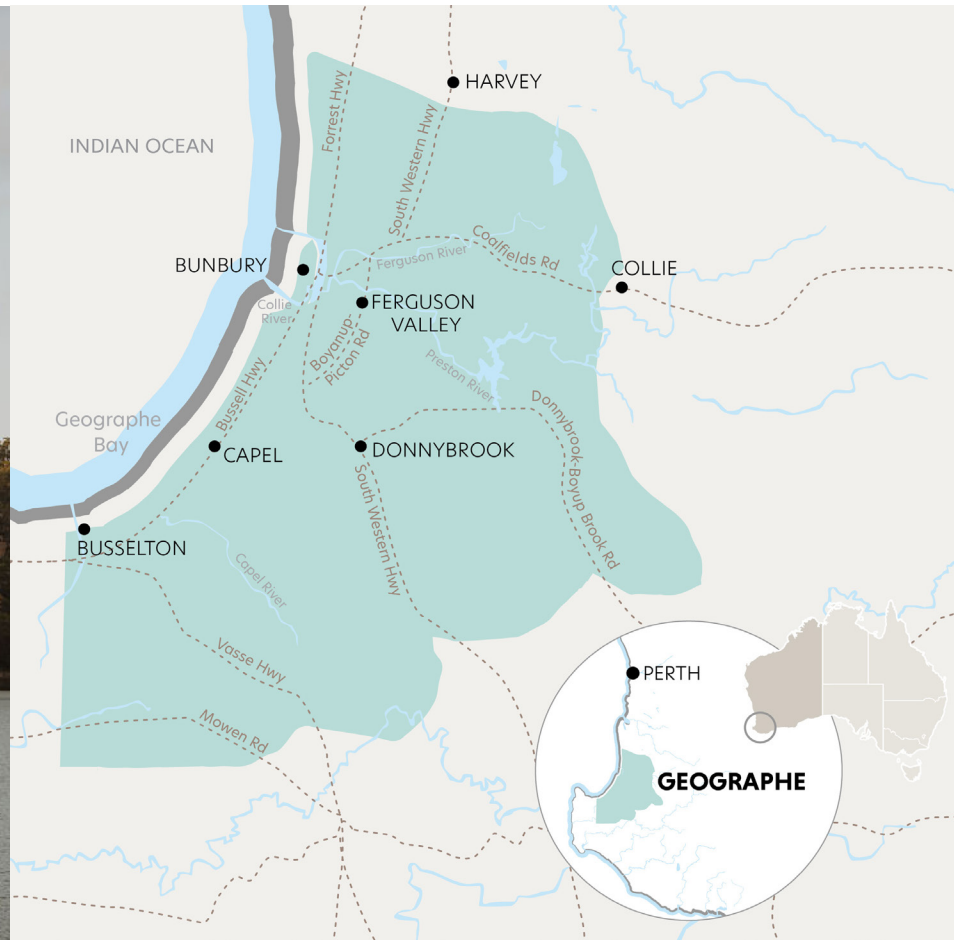 HARVEY
INDIAN OCEAN
Forrest Hwy
South Western Hwy
Coalfields Rd
Ferguson River
BUNBURY
COLLIE
Collie
River
FERGUSON
VALLEY
Boyanup-
Picton Rd
Preston River
Bussell Hwy
Donnybrook-Boyup Brook Rd
Geographe
Bay
CAPEL
DONNYBROOK
South Western Hwy
BUSSELTON
Capel River
Vasse Hwy
Mowen Rd
PERTH
GEOGRAPHE